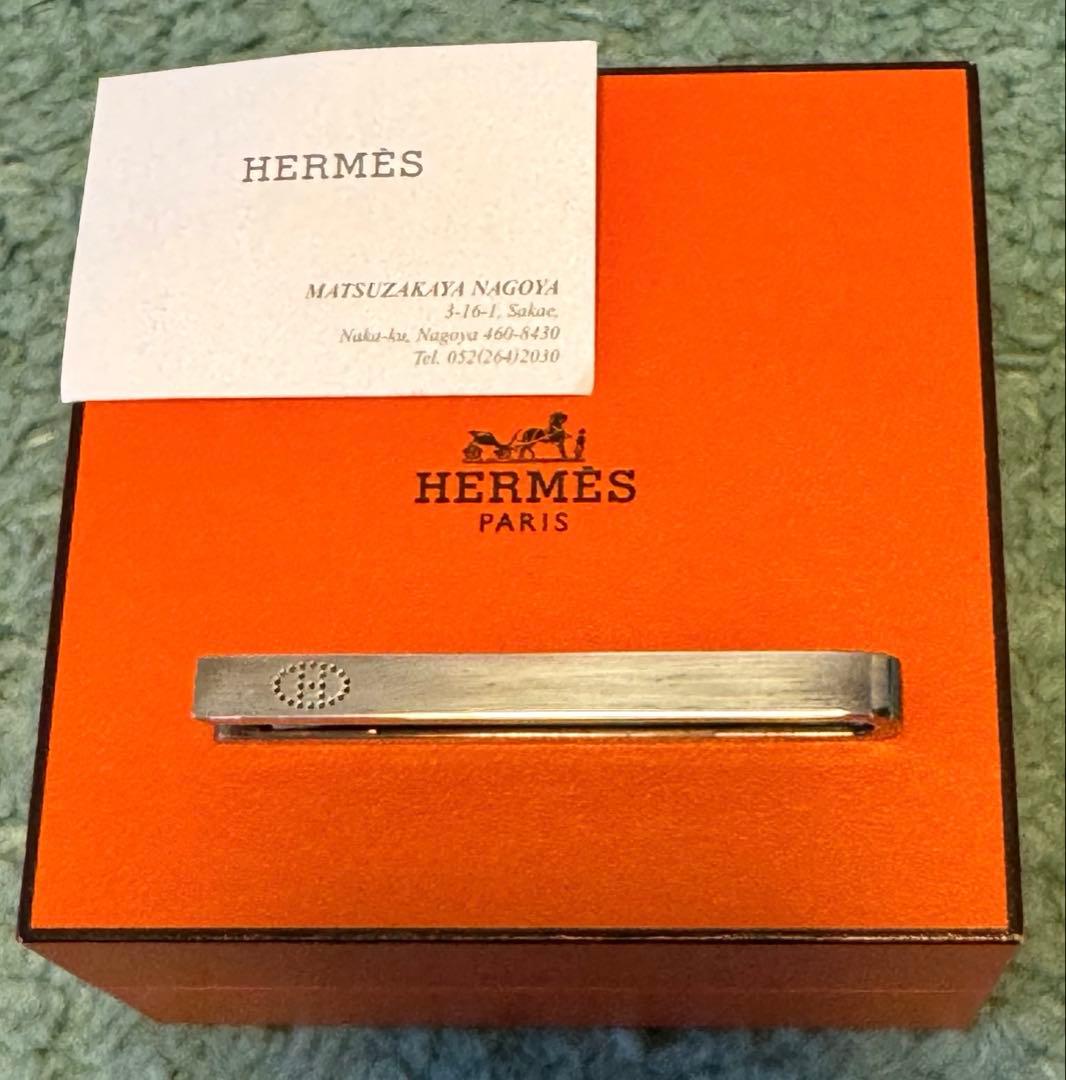 HERMÈS
MATSUZAKAYA NAGOYA
3-16-1, Sakae,
Naka-ku, Nagoya 460-8430
Tel. 052(264)2030
HERMÈS
PARIS
H